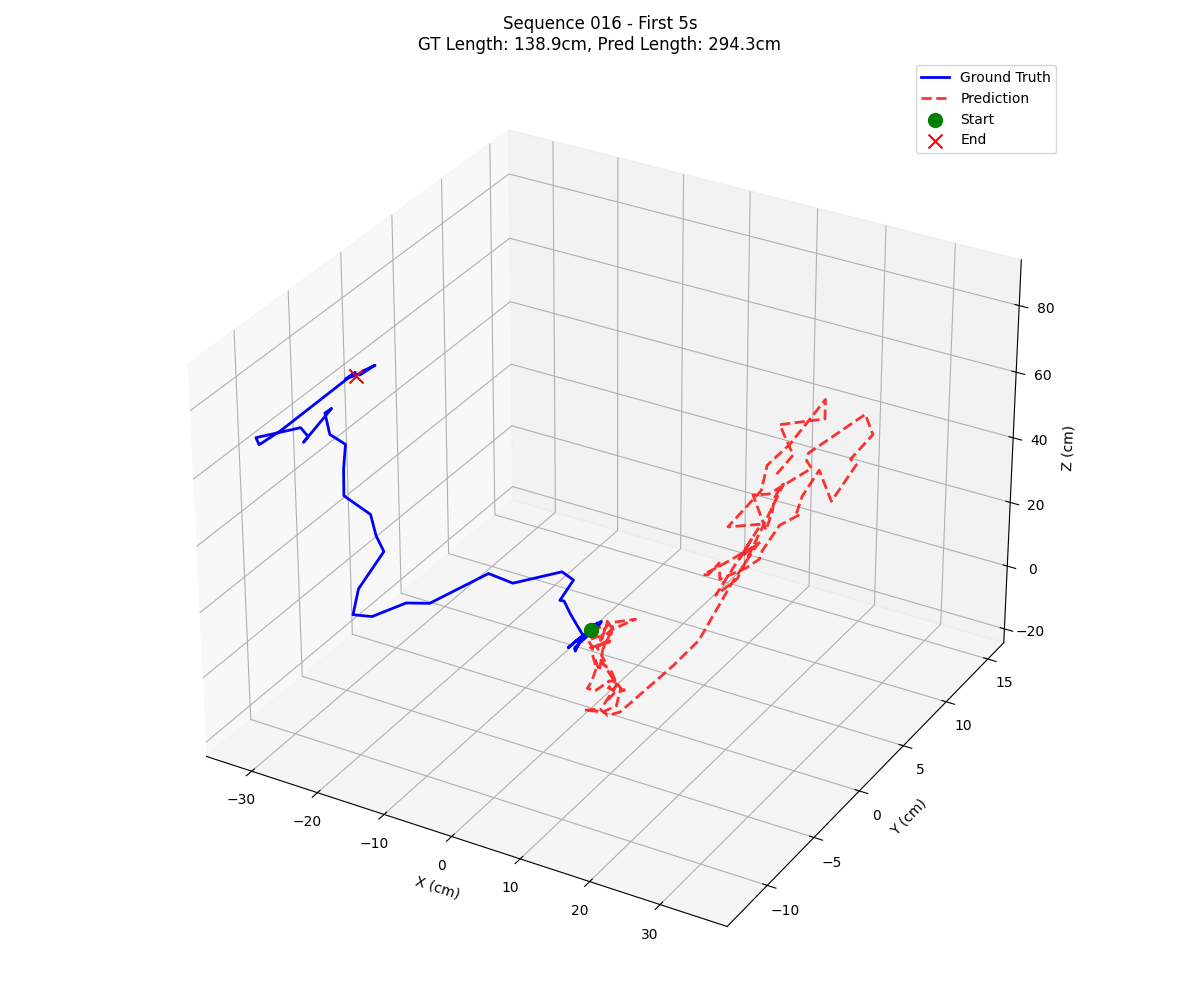 Sequence 016 - First 5s
GT Length: 138.9cm, Pred Length: 294.3cm
Ground Truth
Prediction
Start
End
80
60
40
20
0
−20
Z (cm)
15
10
5
0
−5
−10
Y (cm)
−30
−20
−10
0
10
20
30
X (cm)